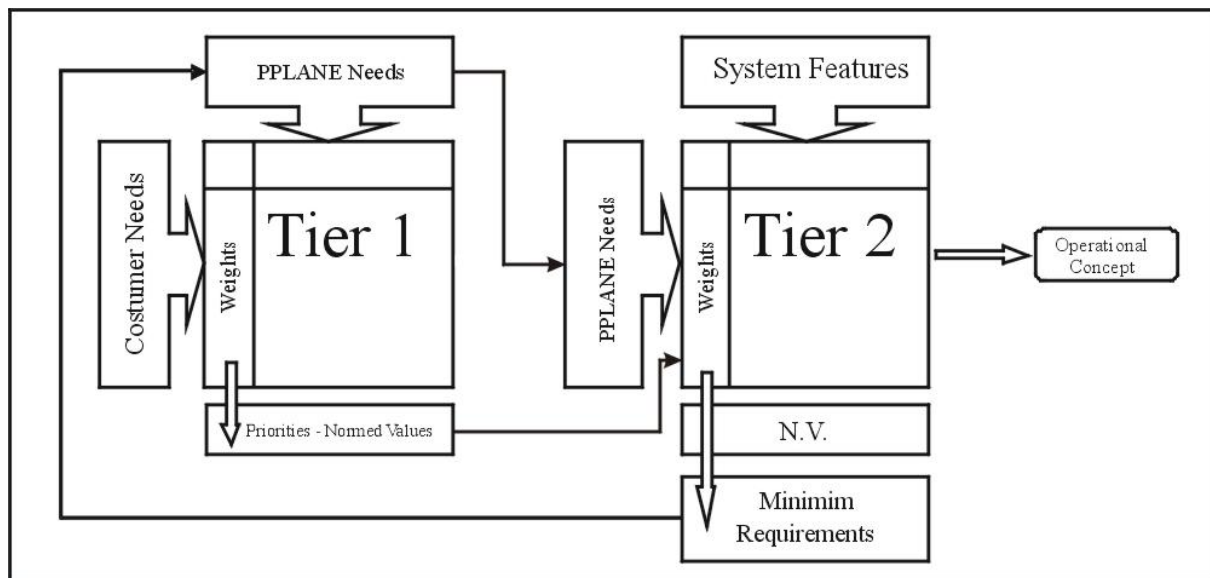 PPLANE Needs
System Features
Costumer Needs
Weights
Tier 1
PPLANE Needs
Weights
Tier 2
Operational
Concept
Priorities - Normed Values
N.V.
Minimim
Requirements